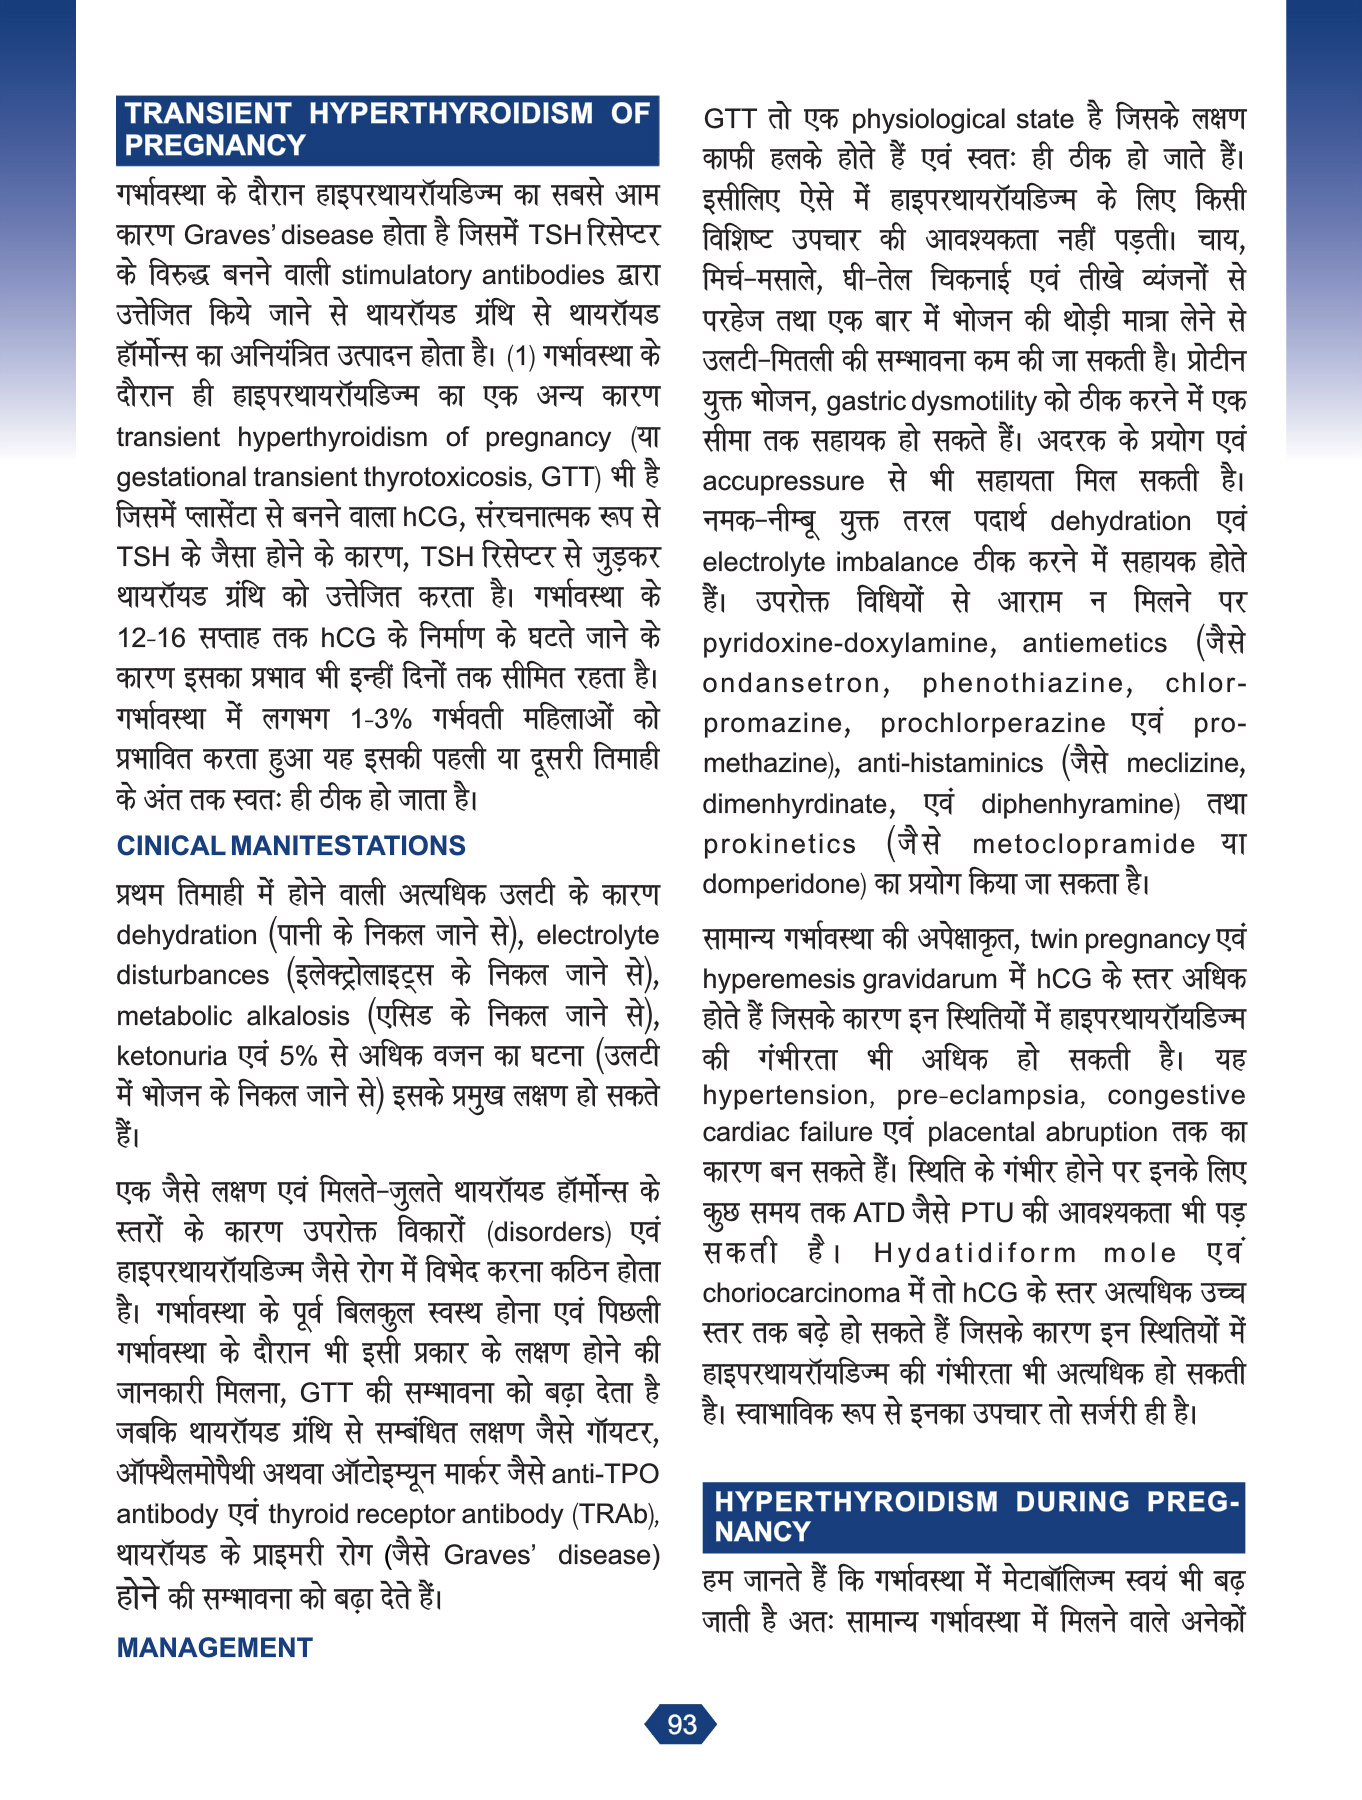 TRANSIENT HYPERTHYROIDISM OF
PREGNANCY
गर्भावस्था के दौरान हाइपरथायरॉयडिज्म का सबसे आम
कारण Graves' disease होता है जिसमें TSH रिसेप्टर
के विरुद्ध बनने वाली stimulatory antibodies द्वारा
उत्तेजित किये जाने से थायरॉयड ग्रंथि से थायरॉयड
हॉर्मोन्स का अनियंत्रित उत्पादन होता है। (1) गर्भावस्था के
दौरान ही हाइपरथायरॉयडिज्म का एक अन्य कारण
transient hyperthyroidism of pregnancy (या
gestational transient thyrotoxicosis, GTT) भी है
जिसमें प्लासेंटा से बनने वाला hCG, संरचनात्मक रूप से
TSH के जैसा होने के कारण, TSH रिसेप्टर से जुड़कर
थायरॉयड ग्रंथि को उत्तेजित करता है। गर्भावस्था के
12-16 सप्ताह तक hCG के निर्माण के घटते जाने के
कारण इसका प्रभाव भी इन्हीं दिनों तक सीमित रहता है।
गर्भावस्था में लगभग 1-3% गर्भवती महिलाओं को
प्रभावित करता हुआ यह इसकी पहली या दूसरी तिमाही
के अंत तक स्वतः ही ठीक हो जाता है।
CINICAL MANITESTATIONS
प्रथम तिमाही में होने वाली अत्यधिक उलटी के कारण
dehydration (पानी के निकल जाने से), electrolyte
disturbances (इलेक्ट्रोलाइट्स के निकल जाने से),
metabolic alkalosis (एसिड के निकल जाने से),
ketonuria एवं 5% से अधिक वजन का घटना (उलटी
में भोजन के निकल जाने से) इसके प्रमुख लक्षण हो सकते
हैं।
एक जैसे लक्षण एवं मिलते-जुलते थायरॉयड हॉर्मोन्स के
स्तरों के कारण उपरोक्त विकारों (disorders) एवं
हाइपरथायरॉयडिज्म जैसे रोग में विभेद करना कठिन होता
है। गर्भावस्था के पूर्व बिलकुल स्वस्थ होना एवं पिछली
गर्भावस्था के दौरान भी इसी प्रकार के लक्षण होने की
जानकारी मिलना, GTT की सम्भावना को बढ़ा देता है
जबकि थायरॉयड ग्रंथि से सम्बंधित लक्षण जैसे गॉयटर,
ऑफ्थैलमोपैथी अथवा ऑटोइम्यून मार्कर जैसे anti-TPO
antibody एवं thyroid receptor antibody (TRAb),
थायरॉयड के प्राइमरी रोग (जैसे Graves' disease)
होने की सम्भावना को बढ़ा देते हैं।
MANAGEMENT
GTT तो एक physiological state है जिसके लक्षण
काफी हलके होते हैं एवं स्वतः ही ठीक हो जाते हैं।
इसीलिए ऐसे में हाइपरथायरॉयडिज्म के लिए किसी
विशिष्ट उपचार की आवश्यकता नहीं पड़ती। चाय,
मिर्च-मसाले, घी-तेल चिकनाई एवं तीखे व्यंजनों से
परहेज तथा एक बार में भोजन की थोड़ी मात्रा लेने से
उलटी-मितली की सम्भावना कम की जा सकती है। प्रोटीन
युक्त भोजन, gastric dysmotility को ठीक करने में एक
सीमा तक सहायक हो सकते हैं। अदरक के प्रयोग एवं
accupressure से भी सहायता मिल सकती है।
नमक-नीम्बू युक्त तरल पदार्थ dehydration एवं
electrolyte imbalance ठीक करने में सहायक होते
हैं। उपरोक्त विधियों से आराम न मिलने पर
pyridoxine-doxylamine, antiemetics (जैसे
ondansetron, phenothiazine, chlor-
promazine, prochlorperazine एवं pro-
methazine), anti-histaminics (जैसे meclizine,
dimenhyrdinate, एवं diphenhyramine) तथा
prokinetics (जैसे metoclopramide या
domperidone) का प्रयोग किया जा सकता है।
सामान्य गर्भावस्था की अपेक्षाकृत, twin pregnancy एवं
hyperemesis gravidarum में hCG के स्तर अधिक
होते हैं जिसके कारण इन स्थितियों में हाइपरथायरॉयडिज्म
की गंभीरता भी अधिक हो सकती है। यह
hypertension, pre-eclampsia, congestive
cardiac failure एवं placental abruption तक का
कारण बन सकते हैं। स्थिति के गंभीर होने पर इनके लिए
कुछ समय तक ATD जैसे PTU की आवश्यकता भी पड़
सकती है। Hydatidiform mole एवं
choriocarcinoma में तो hCG के स्तर अत्यधिक उच्च
स्तर तक बढ़े हो सकते हैं जिसके कारण इन स्थितियों में
हाइपरथायरॉयडिज्म की गंभीरता भी अत्यधिक हो सकती
है। स्वाभाविक रूप से इनका उपचार तो सर्जरी ही है।
HYPERTHYROIDISM DURING PREG-
NANCY
हम जानते हैं कि गर्भावस्था में मेटाबॉलिज्म स्वयं भी बढ़
जाती है अतः सामान्य गर्भावस्था में मिलने वाले अनेकों
93